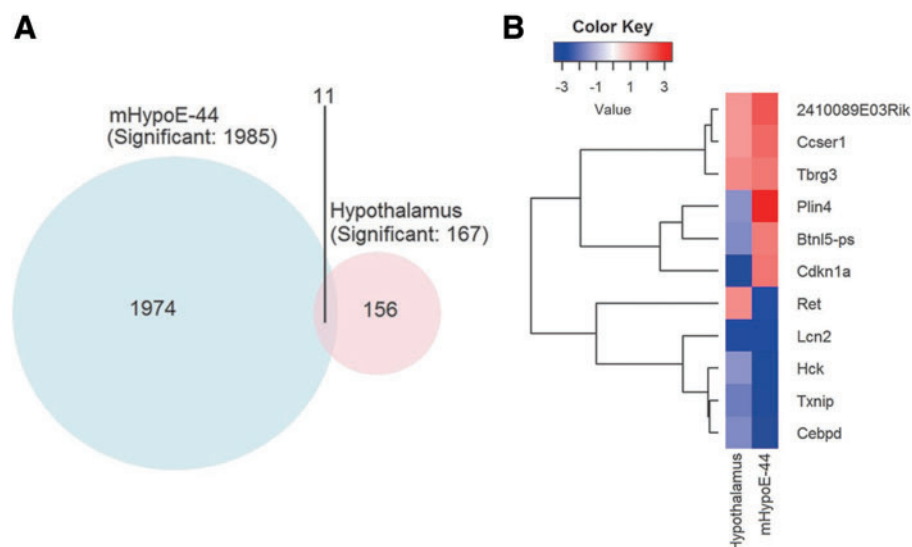 A
11
mHypoE-44
(Significant: 1985)
Hypothalamus
(Significant: 167)
1974
156
B
Color Key
-3 -1 1 3
Value
2410089E03Rik
Ccser1
Tbrg3
Plin4
Btnl5-ps
Cdkn1a
Ret
Lcn2
Hck
Txnip
Cebpd
Hypothalamus
mHypoE-44